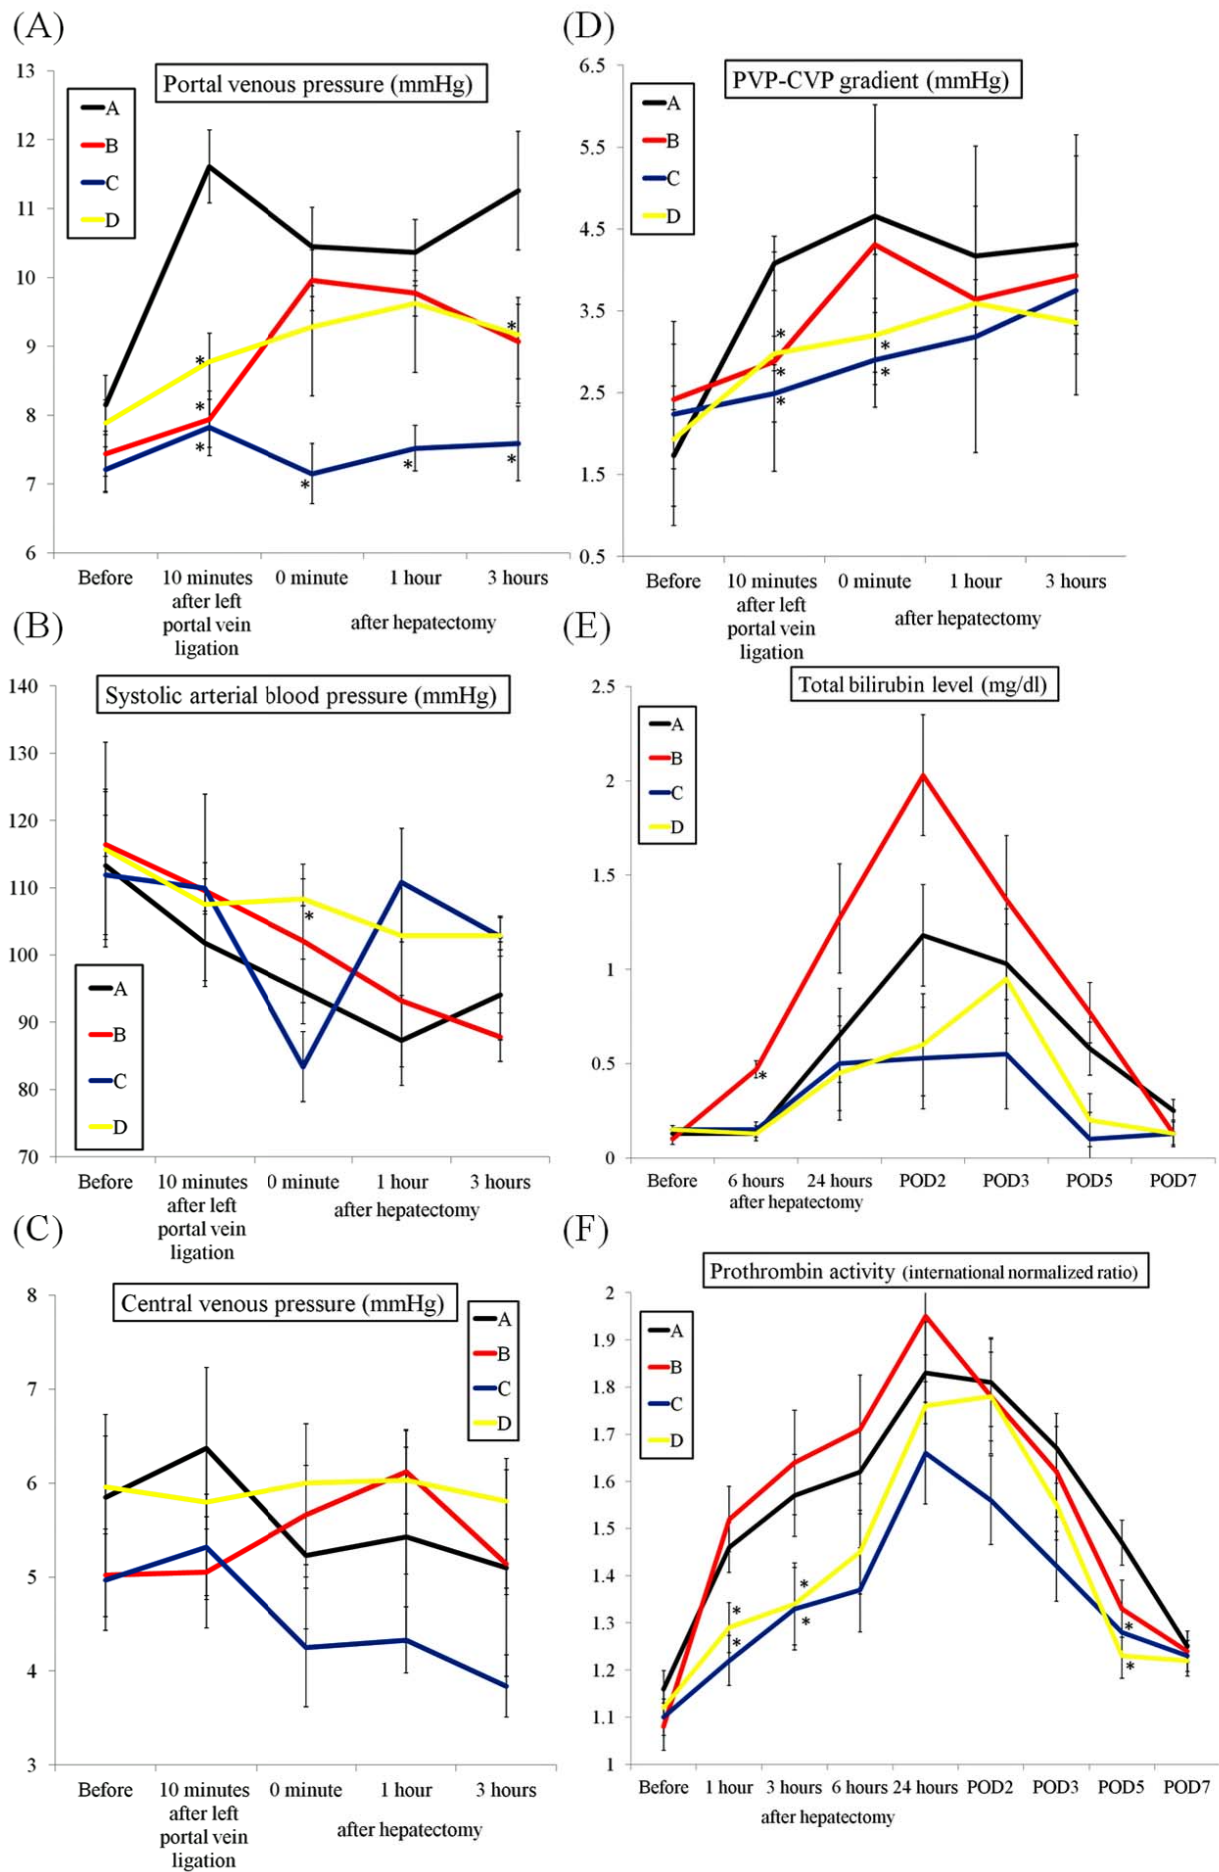 (A)
Portal venous pressure (mmHg)
13
12
11
10
9
8
7
6
A
B
C
D
*
*
*
*
*
*
*
Before
10 minutes
after left
portal vein
ligation
0 minute
1 hour
3 hours
after hepatectomy
(D)
PVP-CVP gradient (mmHg)
6.5
5.5
4.5
3.5
2.5
1.5
0.5
A
B
C
D
*
*
*
*
*
Before
10 minutes
after left
portal vein
ligation
0 minute
1 hour
3 hours
after hepatectomy
(B)
Systolic arterial blood pressure (mmHg)
140
130
120
110
100
90
80
70
A
B
C
D
*
Before
10 minutes
after left
portal vein
ligation
0 minute
1 hour
3 hours
after hepatectomy
(E)
Total bilirubin level (mg/dl)
2.5
2
1.5
1
0.5
0
A
B
C
D
*
Before
6 hours
24 hours
POD2
POD3
POD5
POD7
after hepatectomy
(C)
Central venous pressure (mmHg)
8
7
6
5
4
3
A
B
C
D
Before
10 minutes
after left
portal vein
ligation
0 minute
1 hour
3 hours
after hepatectomy
(F)
Prothrombin activity (international normalized ratio)
2
1.9
1.8
1.7
1.6
1.5
1.4
1.3
1.2
1.1
1
A
B
C
D
*
*
*
*
*
*
Before
1 hour
3 hours
6 hours
24 hours
POD2
POD3
POD5
POD7
after hepatectomy